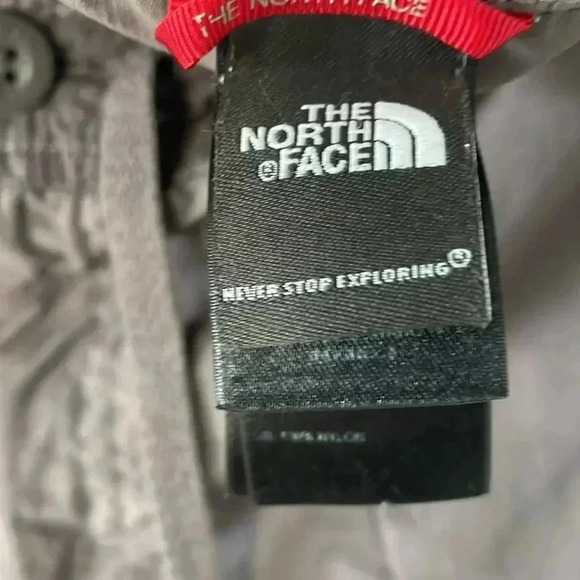 THE NORTH FACE
THE
NORTH
®FACE
NEVER STOP EXPLORING®